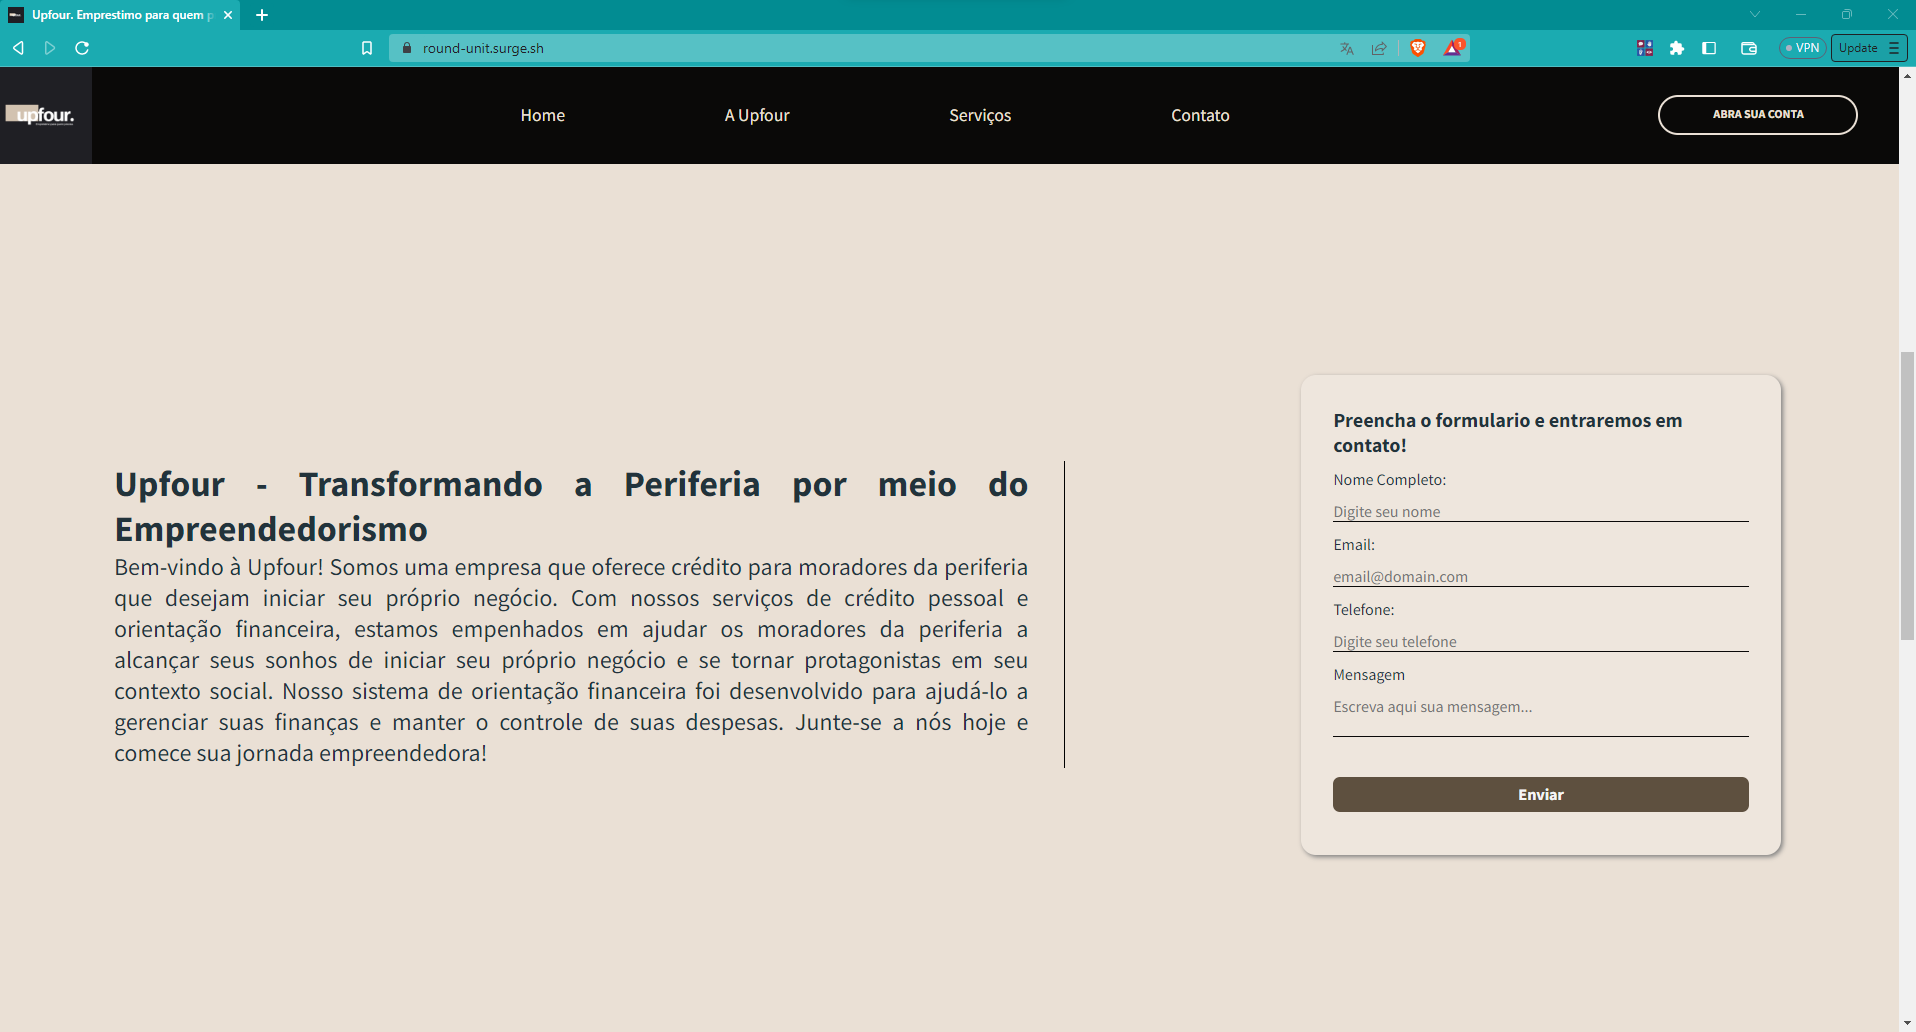 Upfour. Emprestimo para quem p
round-unit.surge.sh
1
VPN
Update
upfour.
Home
A Upfour
Serviços
Contato
ABRA SUA CONTA
Upfour - Transformando a Periferia por meio do
Empreendedorismo
Bem-vindo à Upfour! Somos uma empresa que oferece crédito para moradores da periferia
que desejam iniciar seu próprio negócio. Com nossos serviços de crédito pessoal e
orientação financeira, estamos empenhados em ajudar os moradores da periferia a
alcançar seus sonhos de iniciar seu próprio negócio e se tornar protagonistas em seu
contexto social. Nosso sistema de orientação financeira foi desenvolvido para ajudá-lo a
gerenciar suas finanças e manter o controle de suas despesas. Junte-se a nós hoje e
comece sua jornada empreendedora!
Preencha o formulario e entraremos em
contato!
Nome Completo:
Digite seu nome
Email:
email@domain.com
Telefone:
Digite seu telefone
Mensagem
Escreva aqui sua mensagem...
Enviar